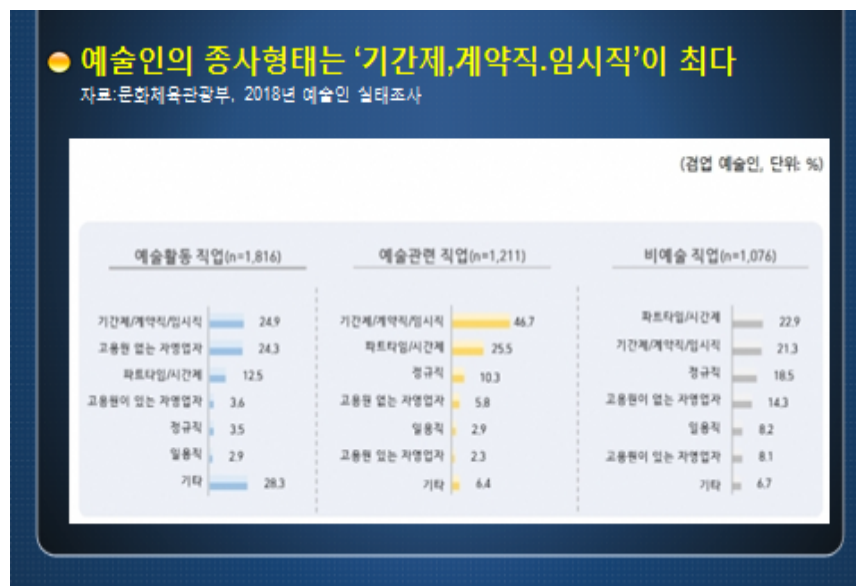 예술인의 종사형태는 ‘기간제,계약직.임시직’이 최다
자료:문화체육관광부, 2018년 예술인 실태조사
(겸업 예술인, 단위: %)
예술활동 직업(n=1,816)
기간제/계약직/임시직 24.9
고용원 없는 자영업자 24.3
파트타임/시간제 12.5
고용원이 있는 자영업자 3.6
정규직 3.5
일용직 2.9
기타 28.3
예술관련 직업(n=1,211)
기간제/계약직/임시직 46.7
파트타임/시간제 25.5
정규직 10.3
고용원 없는 자영업자 5.8
일용직 2.9
고용원 있는 자영업자 2.3
기타 6.4
비예술 직업(n=1,076)
파트타임/시간제 22.9
기간제/계약직/임시직 21.3
정규직 18.5
고용원이 없는 자영업자 14.3
일용직 8.2
고용원이 있는 자영업자 8.1
기타 6.7